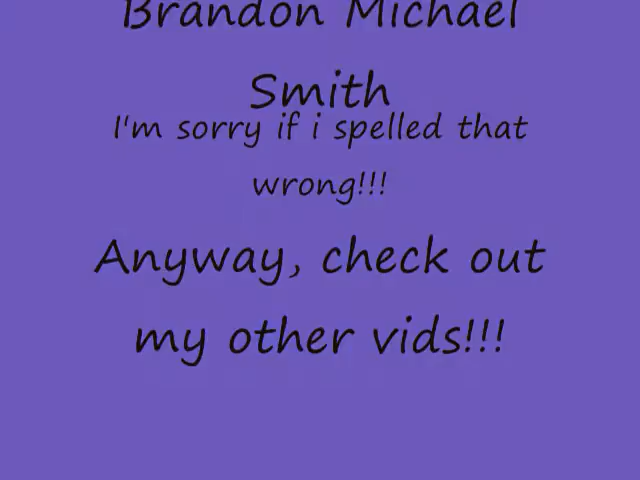 Brandon Michael
Smith
I'm sorry if i spelled that
wrong!!!
Anyway, check out
my other vids!!!